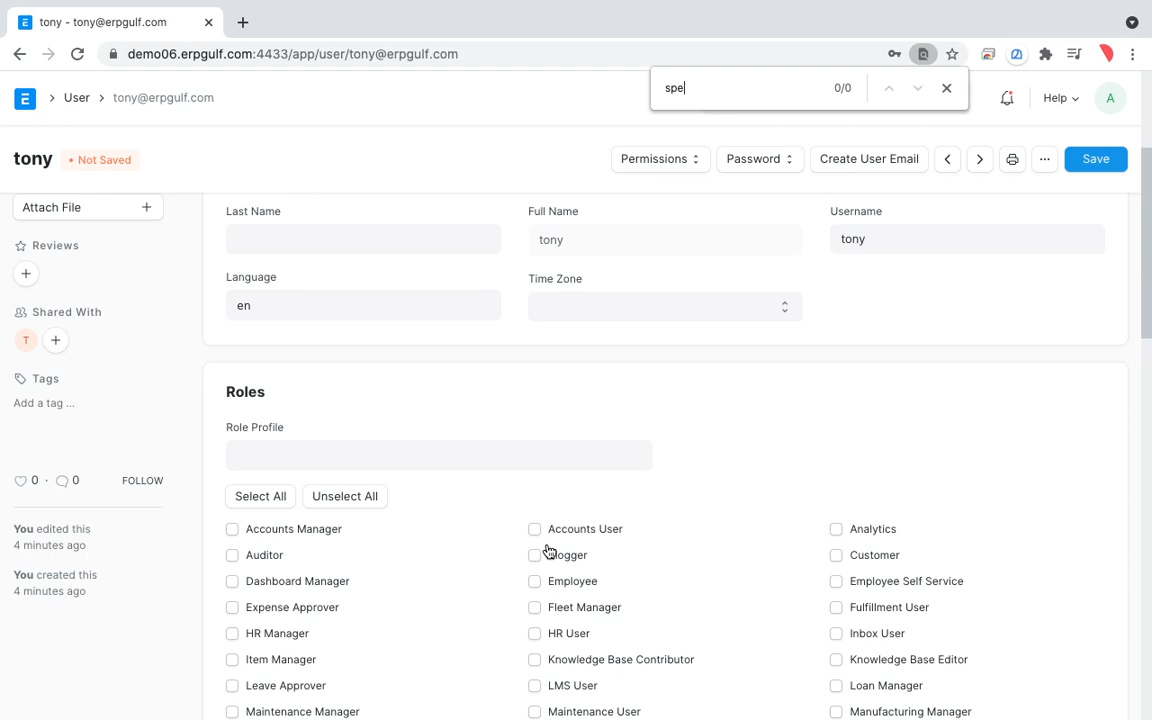 tony - tony@erpgulf.com
demo06.erpgulf.com:4433/app/user/tony@erpgulf.com
spe 0/0
E User tony@erpgulf.com Help A
tony Not Saved Permissions Password Create User Email Save
Attach File
Reviews
Shared With
T
Tags
Add a tag ...
0 · 0 FOLLOW
You edited this
4 minutes ago
You created this
4 minutes ago
Last Name Full Name Username
tony tony
Language Time Zone
en
Roles
Role Profile
Select All Unselect All
Accounts Manager Accounts User Analytics
Auditor Customer
Dashboard Manager Employee Employee Self Service
Expense Approver Fleet Manager Fulfillment User
HR Manager HR User Inbox User
Item Manager Knowledge Base Contributor Knowledge Base Editor
Leave Approver LMS User Loan Manager
Maintenance Manager Maintenance User Manufacturing Manager